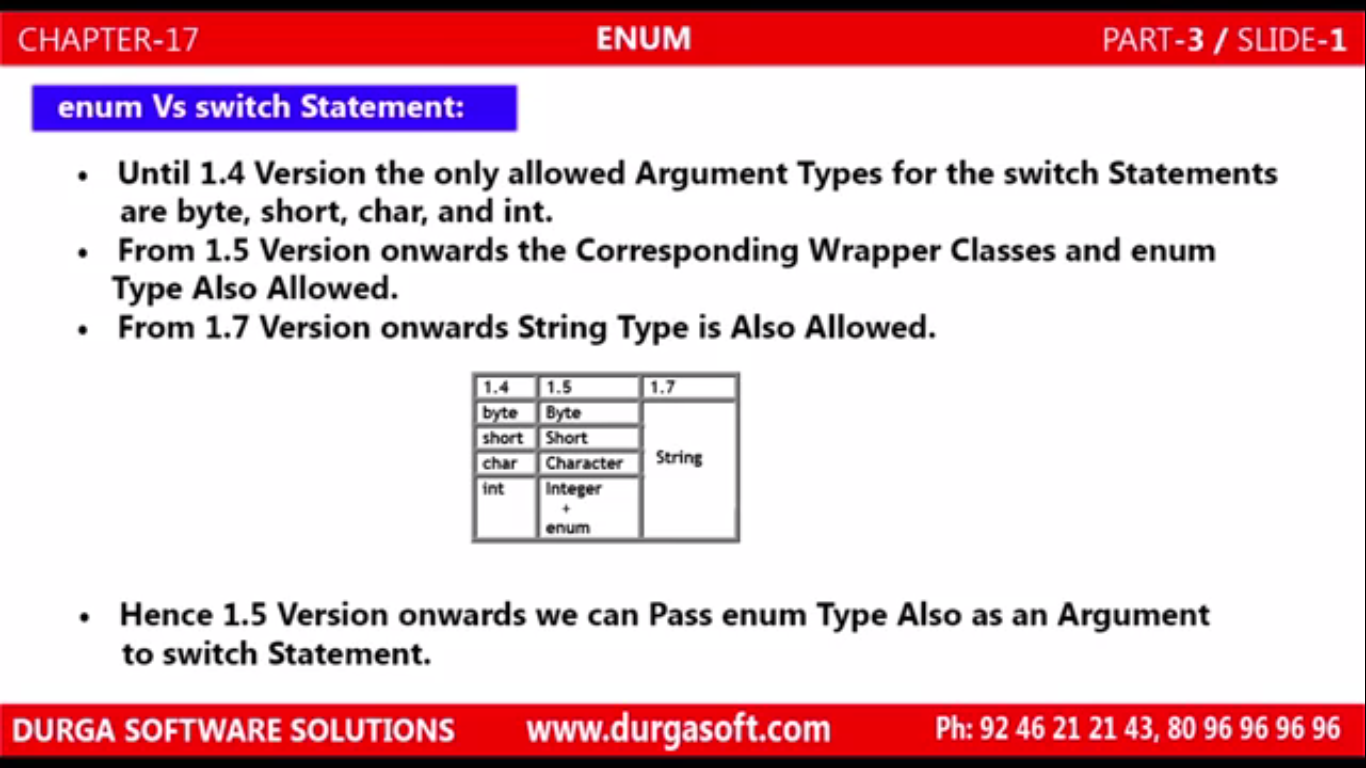 CHAPTER-17 ENUM PART-3 / SLIDE-1
enum Vs switch Statement:
• Until 1.4 Version the only allowed Argument Types for the switch Statements
are byte, short, char, and int.
• From 1.5 Version onwards the Corresponding Wrapper Classes and enum
Type Also Allowed.
• From 1.7 Version onwards String Type is Also Allowed.
1.4 1.5 1.7
byte Byte
short Short
String
char Character
int Integer
+
enum
• Hence 1.5 Version onwards we can Pass enum Type Also as an Argument
to switch Statement.
DURGA SOFTWARE SOLUTIONS www.durgasoft.com Ph: 92 46 21 21 43, 80 96 96 96 96